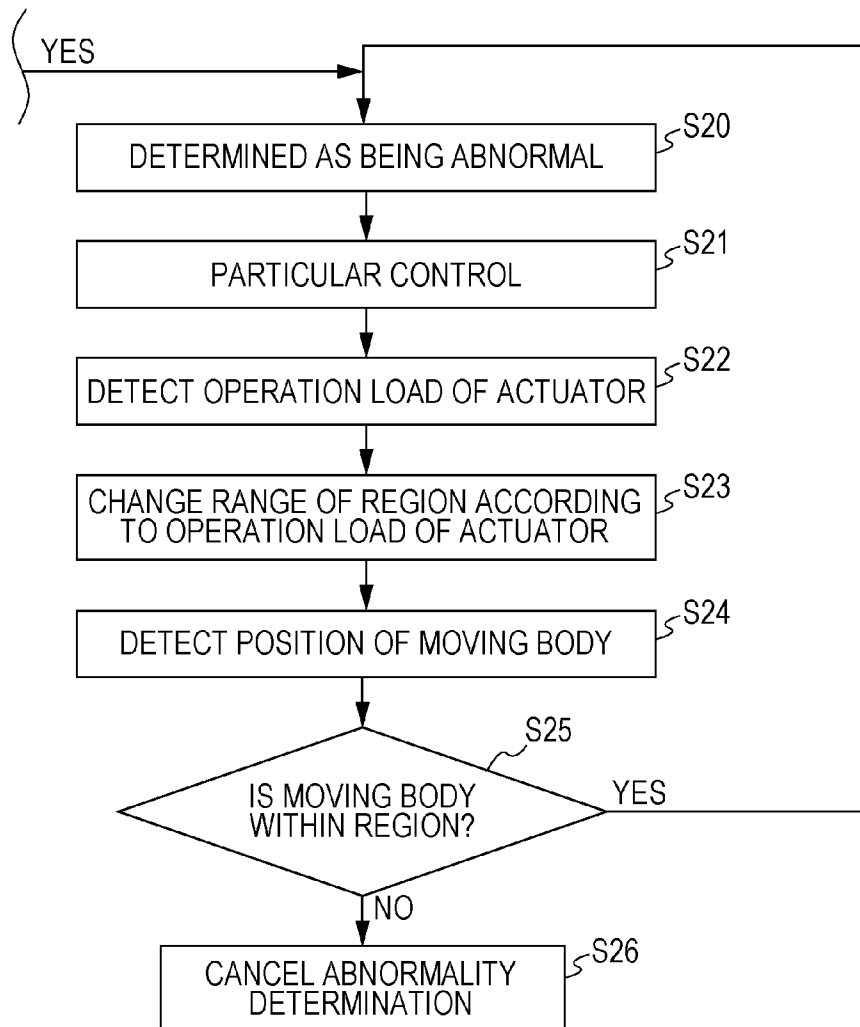 YES
S20
DETERMINED AS BEING ABNORMAL
S21
PARTICULAR CONTROL
S22
DETECT OPERATION LOAD OF ACTUATOR
S23
CHANGE RANGE OF REGION ACCORDING
TO OPERATION LOAD OF ACTUATOR
S24
DETECT POSITION OF MOVING BODY
S25
IS MOVING BODY
WITHIN REGION?
YES
NO
S26
CANCEL ABNORMALITY
DETERMINATION